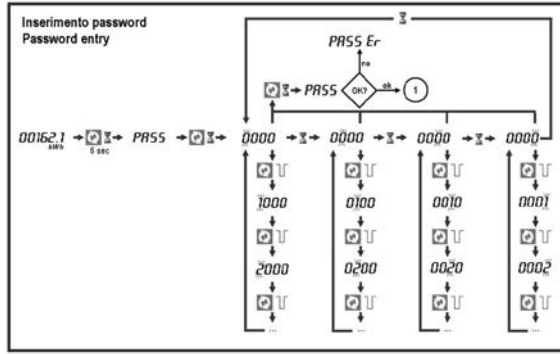 Inserimento password
Password entry
PASS Er
no
PASS
OK?
ok
1
00162.1
kWh
5 sec
PASS
0000
0000
0000
0000
1000
0100
0010
0001
2000
0200
0020
0002
...
...
...
...